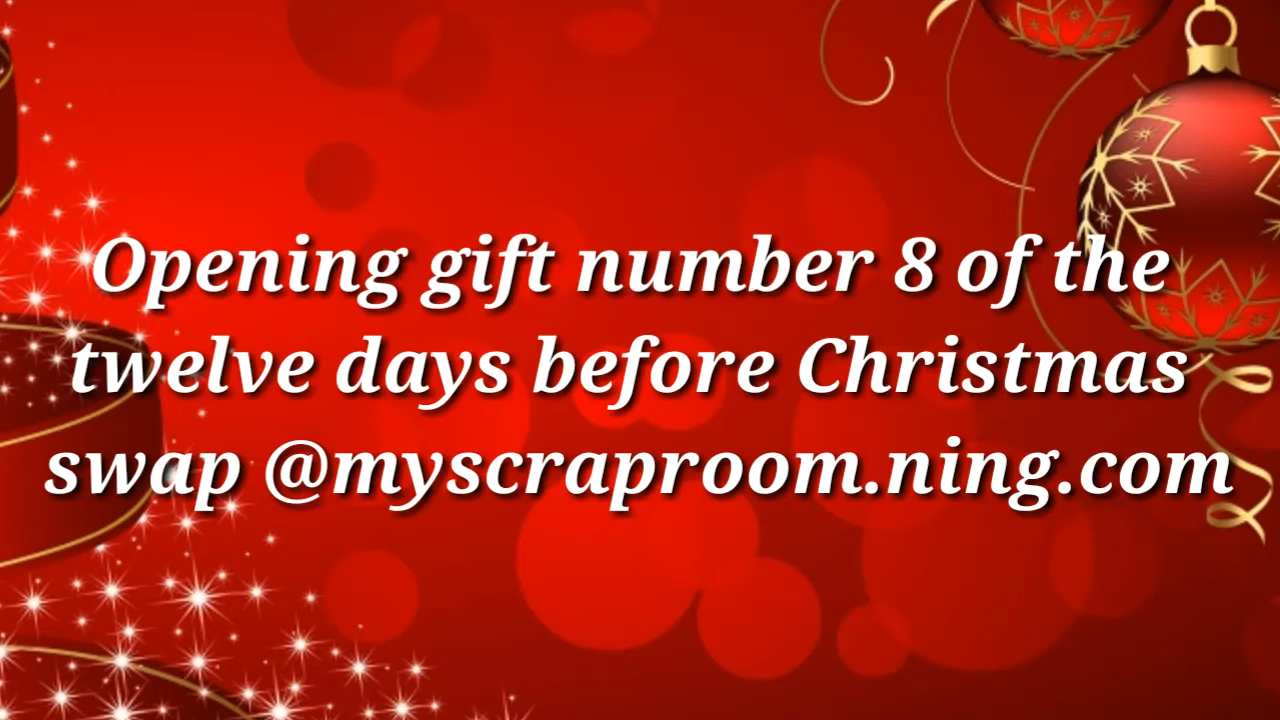 Opening gift number 8 of the
twelve days before Christmas
swap @myscraproom.ning.com